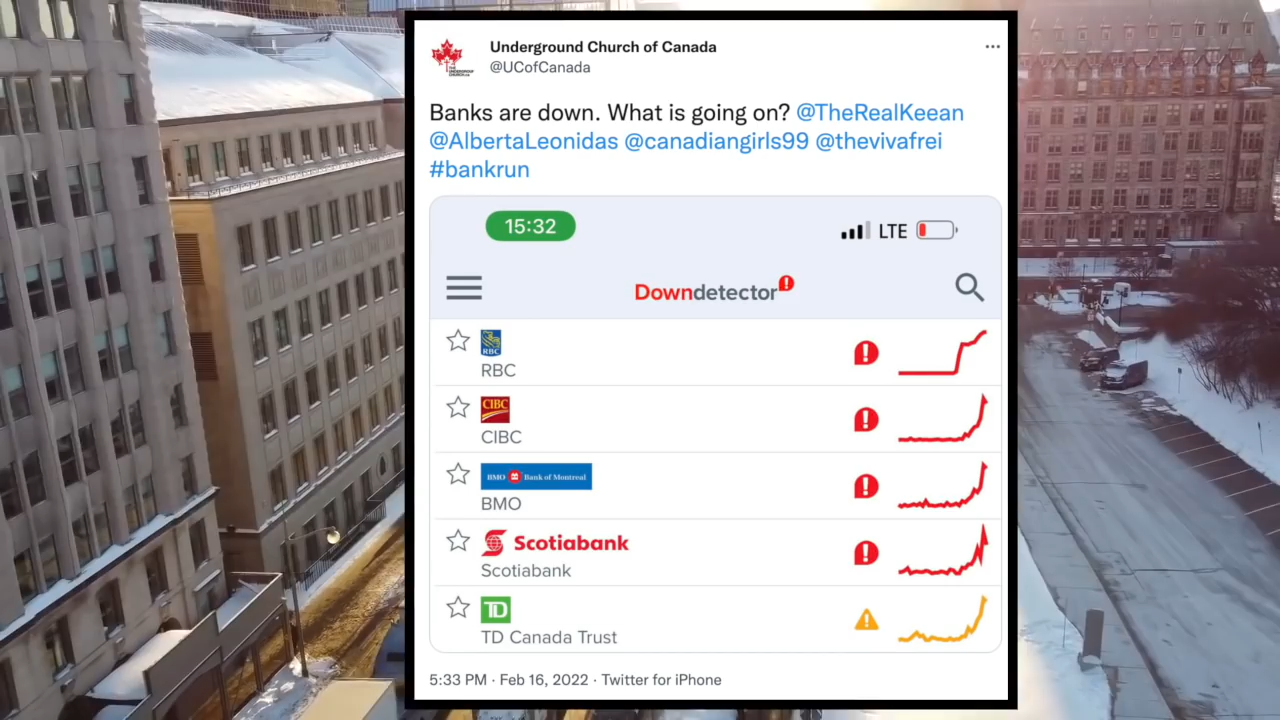 Underground Church of Canada
@UCofCanada
Banks are down. What is going on? @TheRealKeean
@AlbertaLeonidas @canadiangirls99 @thevivafrei
#bankrun
15:32
LTE
Downdetector
RBC
RBC
CIBC
CIBC
BMO Bank of Montreal
BMO
Scotiabank
Scotiabank
TD
TD Canada Trust
5:33 PM · Feb 16, 2022 · Twitter for iPhone